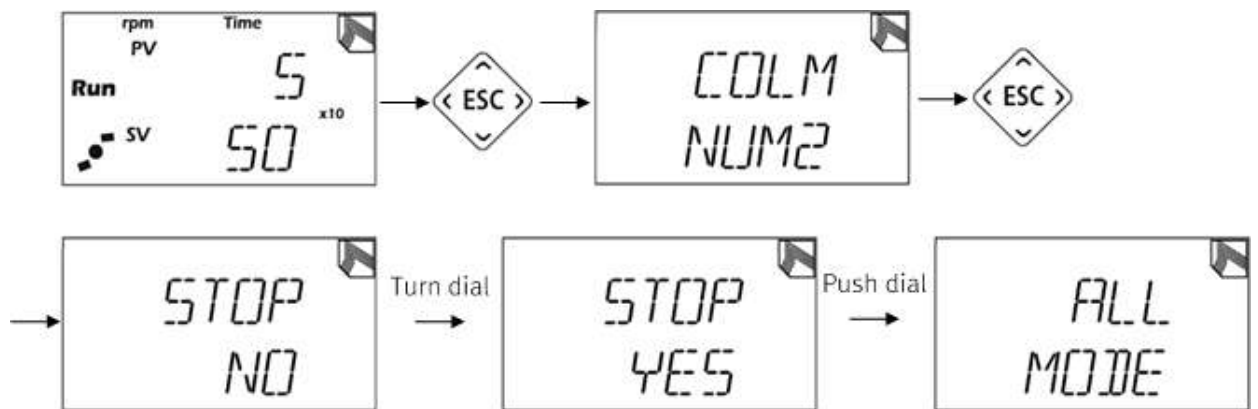 rpm Time
PV
Run 5
x10
SV 50
ESC
COLM
NUM2
ESC
STOP
NO
Turn dial
STOP
YES
Push dial
ALL
MODE